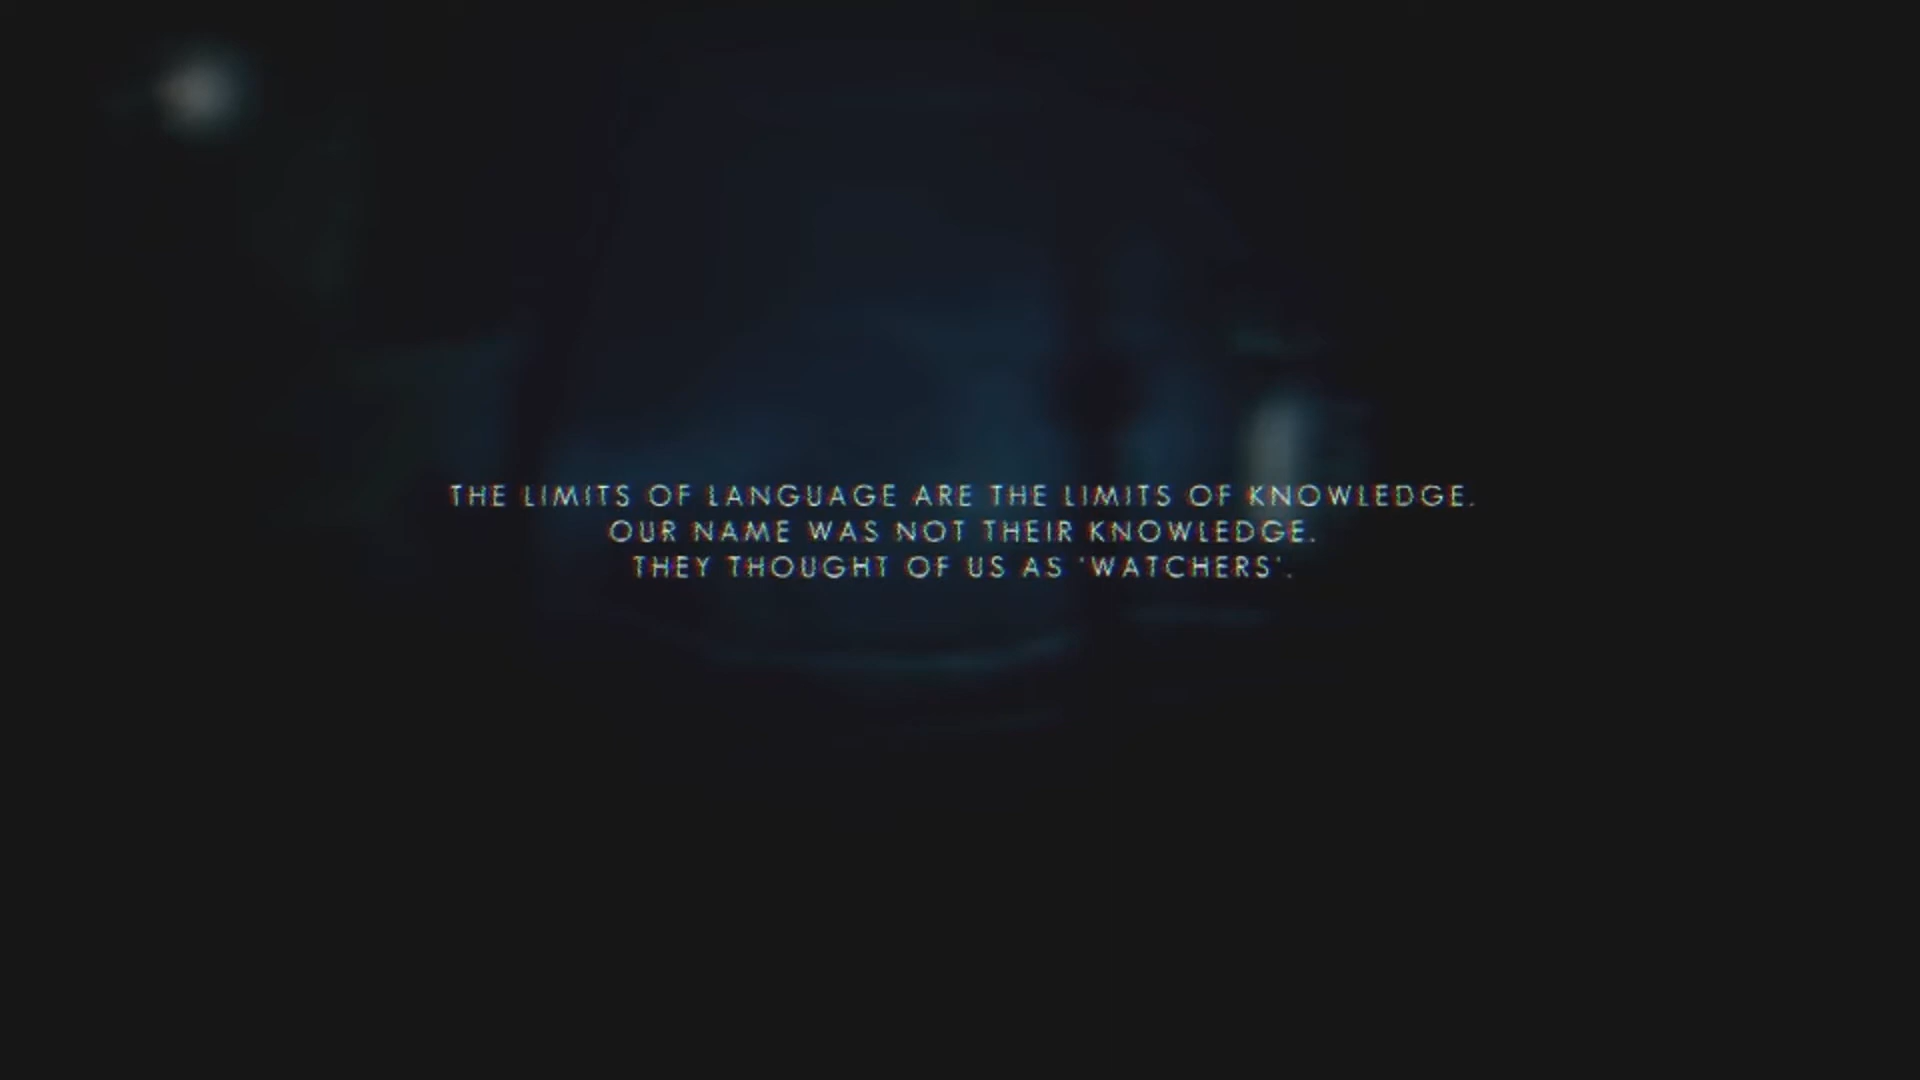 THE LIMITS OF LANGUAGE ARE THE LIMITS OF KNOWLEDGE.
OUR NAME WAS NOT THEIR KNOWLEDGE.
THEY THOUGHT OF US AS 'WATCHERS'.